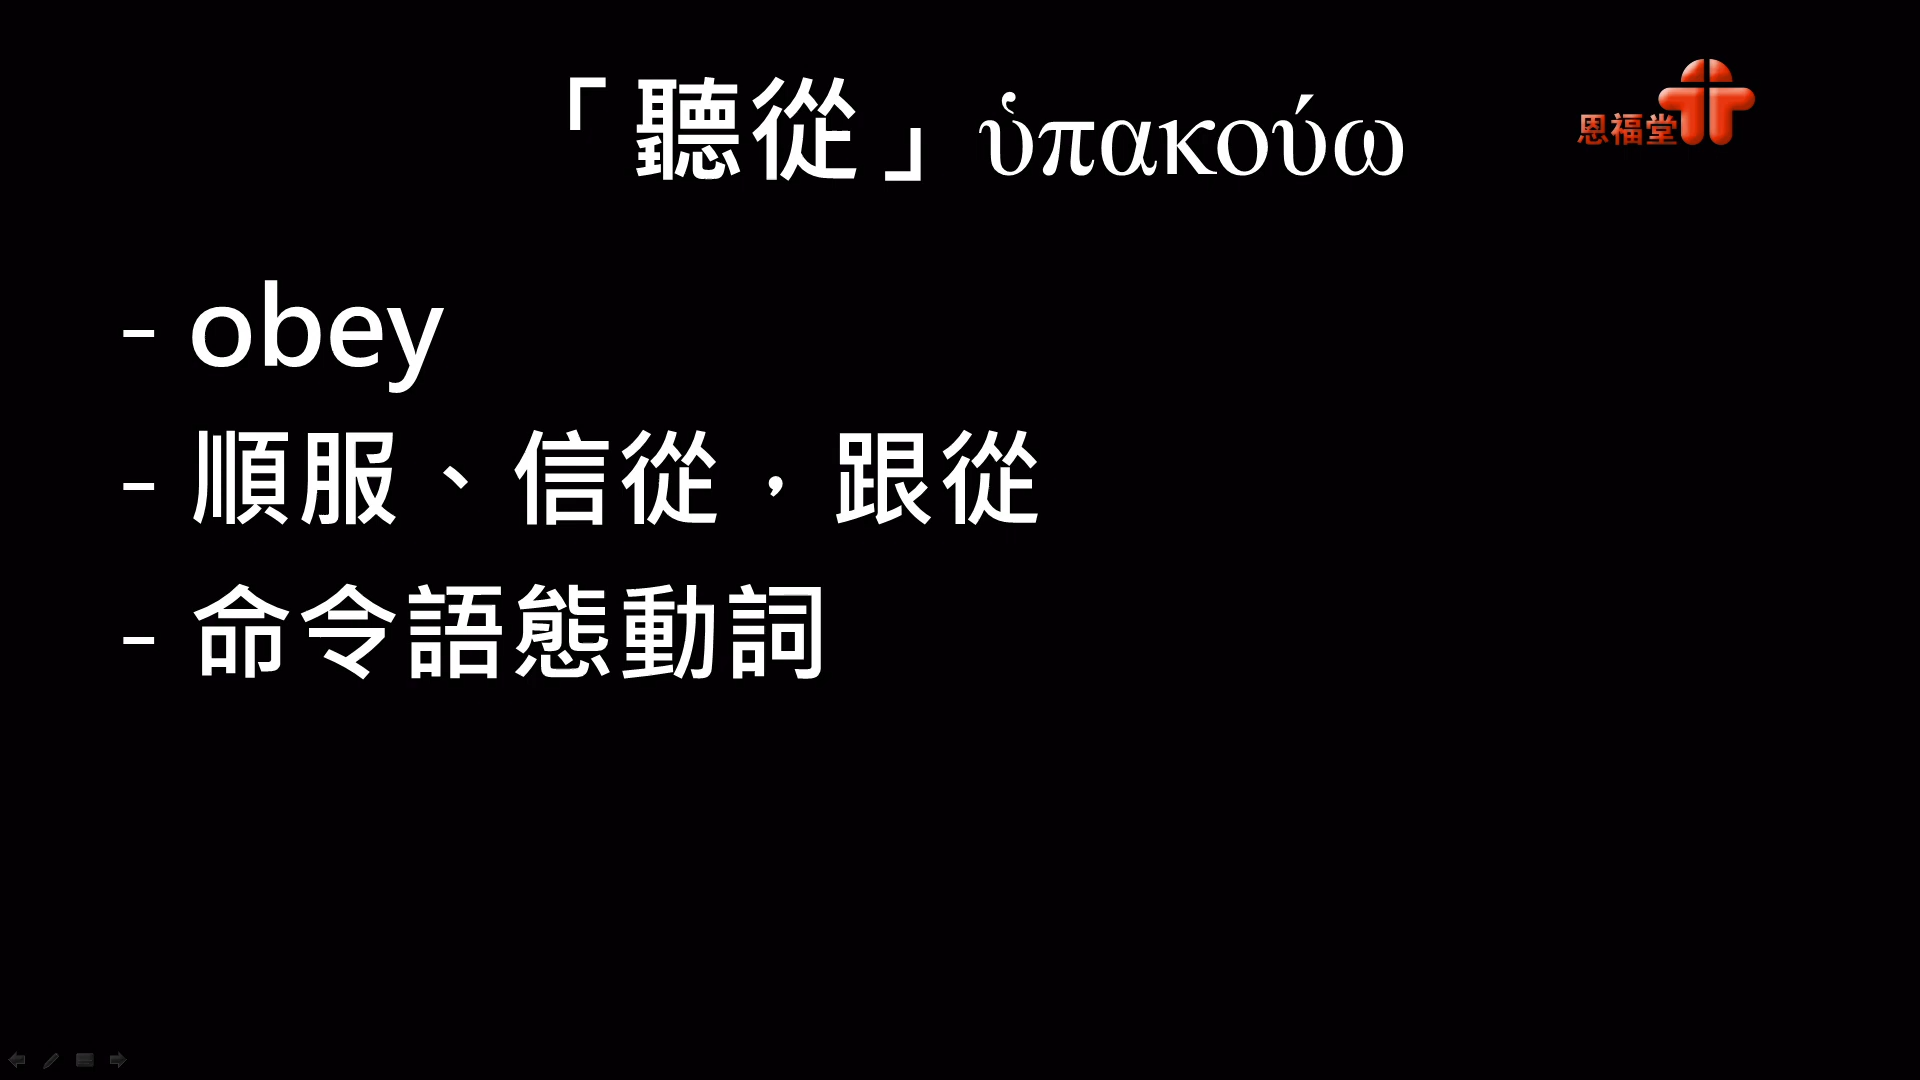 「聽從」ὑπακούω
恩福堂
- obey
- 順服、信從，跟從
- 命令語態動詞